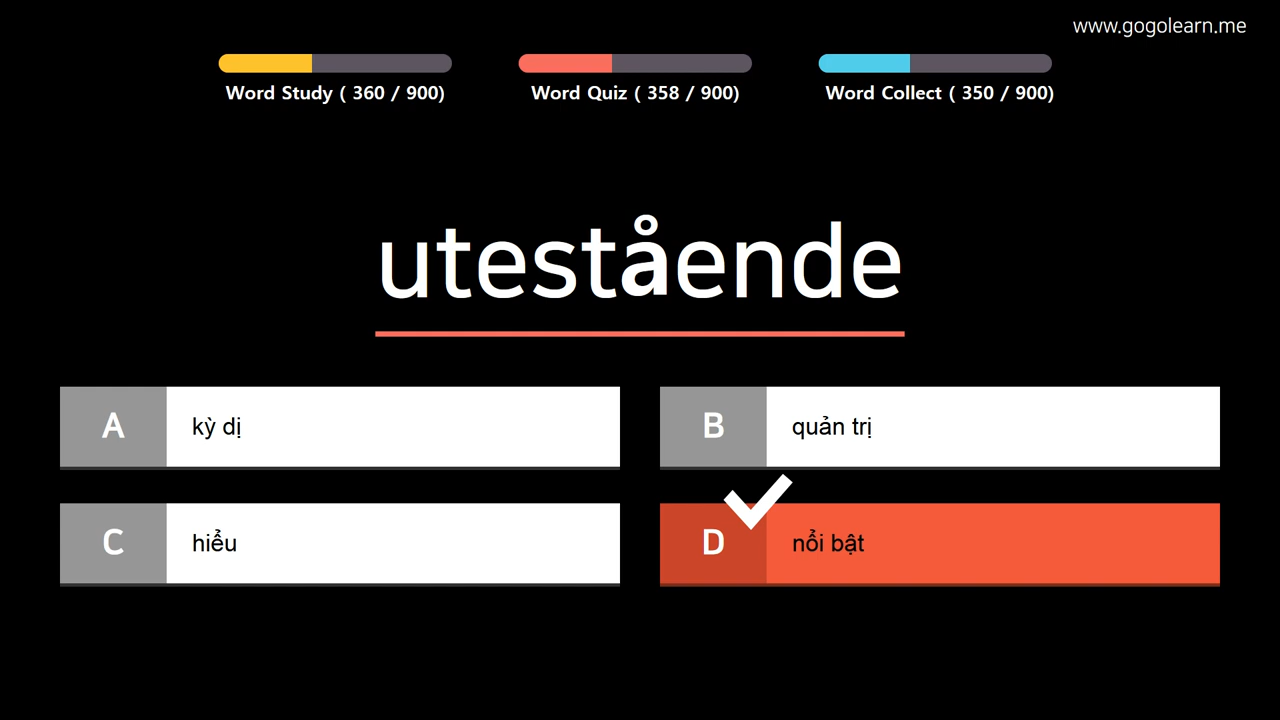 www.gogolearn.me
Word Study ( 360 / 900)
Word Quiz ( 358 / 900)
Word Collect ( 350 / 900)
utestående
A
kỳ dị
B
quản trị
C
hiểu
D
nổi bật